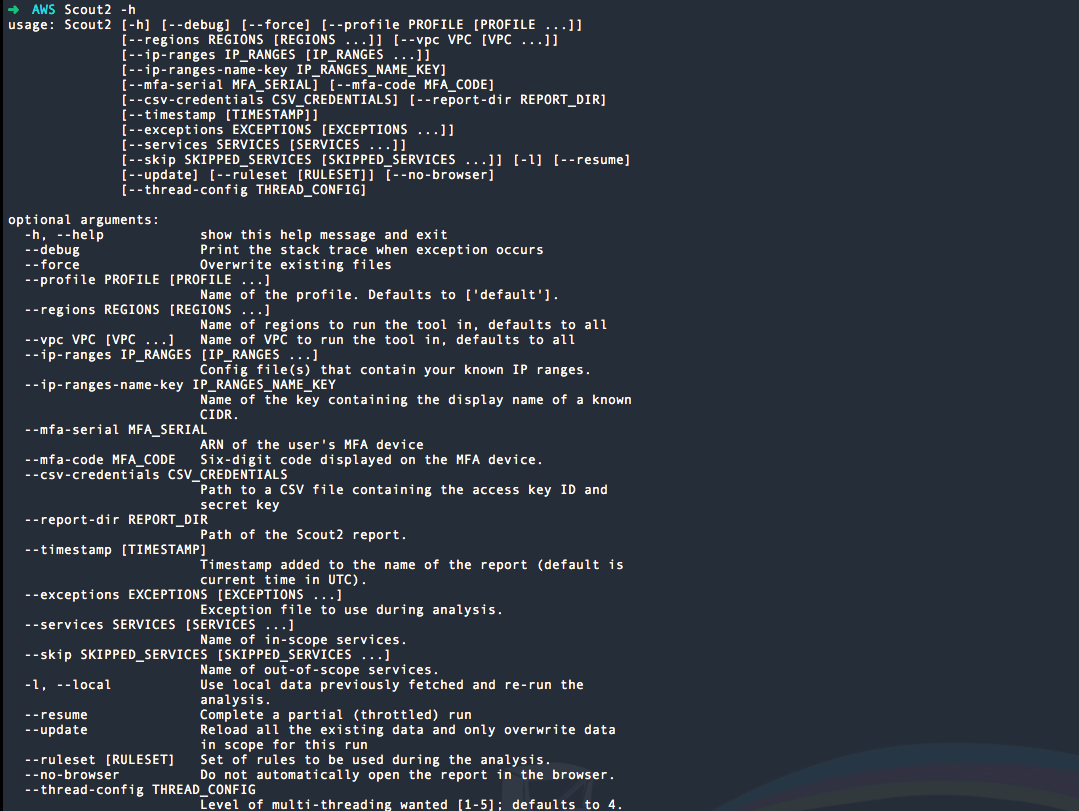 ➜ AWS Scout2 -h
usage: Scout2 [-h] [--debug] [--force] [--profile PROFILE [PROFILE ...]]
              [--regions REGIONS [REGIONS ...]] [--vpc VPC [VPC ...]]
              [--ip-ranges IP_RANGES [IP_RANGES ...]]
              [--ip-ranges-name-key IP_RANGES_NAME_KEY]
              [--mfa-serial MFA_SERIAL] [--mfa-code MFA_CODE]
              [--csv-credentials CSV_CREDENTIALS] [--report-dir REPORT_DIR]
              [--timestamp [TIMESTAMP]]
              [--exceptions EXCEPTIONS [EXCEPTIONS ...]]
              [--services SERVICES [SERVICES ...]]
              [--skip SKIPPED_SERVICES [SKIPPED_SERVICES ...]] [-l] [--resume]
              [--update] [--ruleset [RULESET]] [--no-browser]
              [--thread-config THREAD_CONFIG]

optional arguments:
  -h, --help            show this help message and exit
  --debug               Print the stack trace when exception occurs
  --force               Overwrite existing files
  --profile PROFILE [PROFILE ...]
                        Name of the profile. Defaults to ['default'].
  --regions REGIONS [REGIONS ...]
                        Name of regions to run the tool in, defaults to all
  --vpc VPC [VPC ...]   Name of VPC to run the tool in, defaults to all
  --ip-ranges IP_RANGES [IP_RANGES ...]
                        Config file(s) that contain your known IP ranges.
  --ip-ranges-name-key IP_RANGES_NAME_KEY
                        Name of the key containing the display name of a known
                        CIDR.
  --mfa-serial MFA_SERIAL
                        ARN of the user's MFA device
  --mfa-code MFA_CODE   Six-digit code displayed on the MFA device.
  --csv-credentials CSV_CREDENTIALS
                        Path to a CSV file containing the access key ID and
                        secret key
  --report-dir REPORT_DIR
                        Path of the Scout2 report.
  --timestamp [TIMESTAMP]
                        Timestamp added to the name of the report (default is
                        current time in UTC).
  --exceptions EXCEPTIONS [EXCEPTIONS ...]
                        Exception file to use during analysis.
  --services SERVICES [SERVICES ...]
                        Name of in-scope services.
  --skip SKIPPED_SERVICES [SKIPPED_SERVICES ...]
                        Name of out-of-scope services.
  -l, --local           Use local data previously fetched and re-run the
                        analysis.
  --resume              Complete a partial (throttled) run
  --update              Reload all the existing data and only overwrite data
                        in scope for this run
  --ruleset [RULESET]   Set of rules to be used during the analysis.
  --no-browser          Do not automatically open the report in the browser.
  --thread-config THREAD_CONFIG
                        Level of multi-threading wanted [1-5]; defaults to 4.